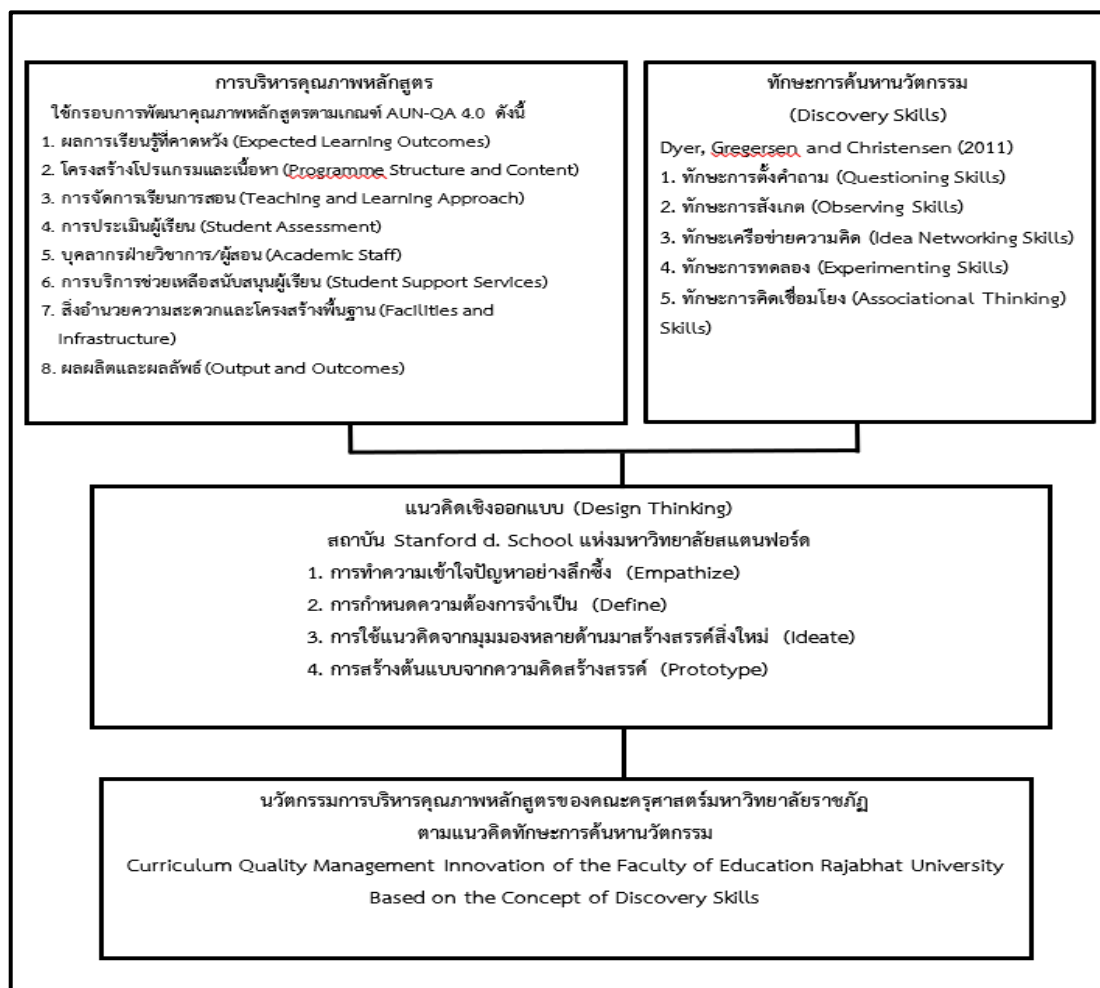 การบริหารคุณภาพหลักสูตร
ใช้กรอบการพัฒนาคุณภาพหลักสูตรตามเกณฑ์ AUN-QA 4.0 ดังนี้
1. ผลการเรียนรู้ที่คาดหวัง (Expected Learning Outcomes)
2. โครงสร้างโปรแกรมและเนื้อหา (Programme Structure and Content)
3. การจัดการเรียนการสอน (Teaching and Learning Approach)
4. การประเมินผู้เรียน (Student Assessment)
5. บุคลากรฝ่ายวิชาการ/ผู้สอน (Academic Staff)
6. การบริการช่วยเหลือสนับสนุนผู้เรียน (Student Support Services)
7. สิ่งอำนวยความสะดวกและโครงสร้างพื้นฐาน (Facilities and
Infrastructure)
8. ผลผลิตและผลลัพธ์ (Output and Outcomes)
ทักษะการค้นหานวัตกรรม
(Discovery Skills)
Dyer, Gregersen and Christensen (2011)
1. ทักษะการตั้งคำถาม (Questioning Skills)
2. ทักษะการสังเกต (Observing Skills)
3. ทักษะเครือข่ายความคิด (Idea Networking Skills)
4. ทักษะการทดลอง (Experimenting Skills)
5. ทักษะการคิดเชื่อมโยง (Associational Thinking)
Skills)
แนวคิดเชิงออกแบบ (Design Thinking)
สถาบัน Stanford d. School แห่งมหาวิทยาลัยสแตนฟอร์ด
1. การทำความเข้าใจปัญหาอย่างลึกซึ้ง (Empathize)
2. การกำหนดความต้องการจำเป็น (Define)
3. การใช้แนวคิดจากมุมมองหลายด้านมาสร้างสรรค์สิ่งใหม่ (Ideate)
4. การสร้างต้นแบบจากความคิดสร้างสรรค์ (Prototype)
นวัตกรรมการบริหารคุณภาพหลักสูตรของคณะครุศาสตร์มหาวิทยาลัยราชภัฏ
ตามแนวคิดทักษะการค้นหานวัตกรรม
Curriculum Quality Management Innovation of the Faculty of Education Rajabhat University
Based on the Concept of Discovery Skills